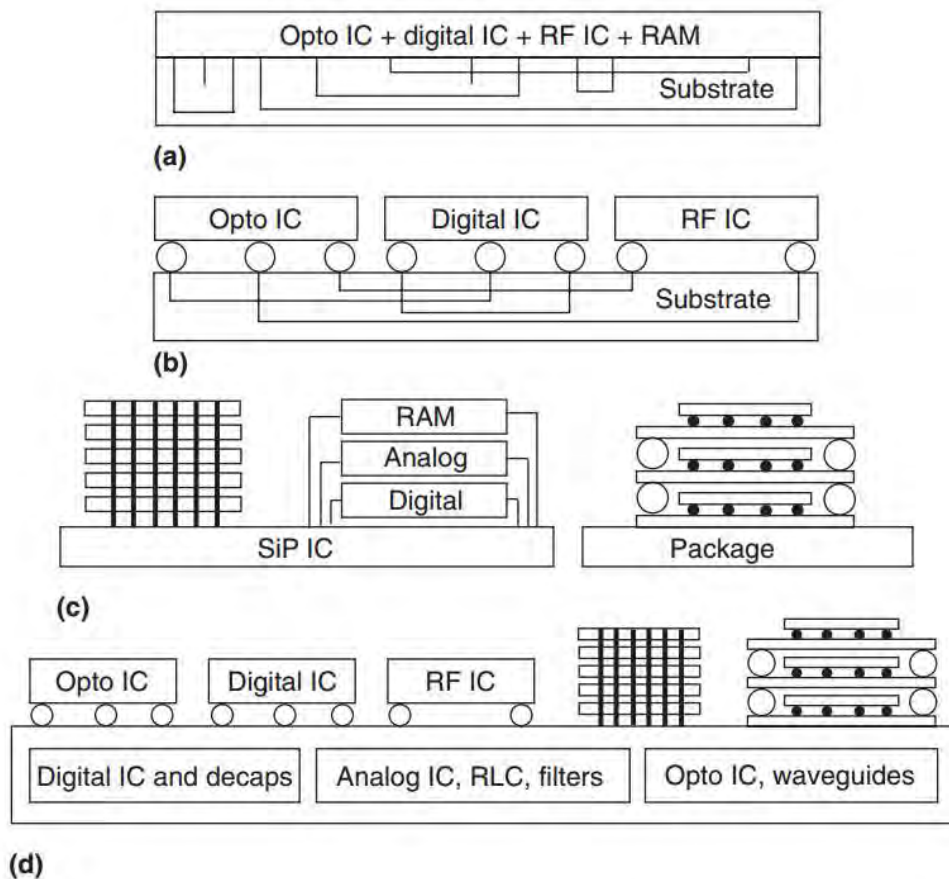 Opto IC + digital IC + RF IC + RAM
Substrate
(a)
Opto IC Digital IC RF IC
Substrate
(b)
RAM
Analog
Digital
SiP IC Package
(c)
Opto IC Digital IC RF IC
Digital IC and decaps Analog IC, RLC, filters Opto IC, waveguides
(d)